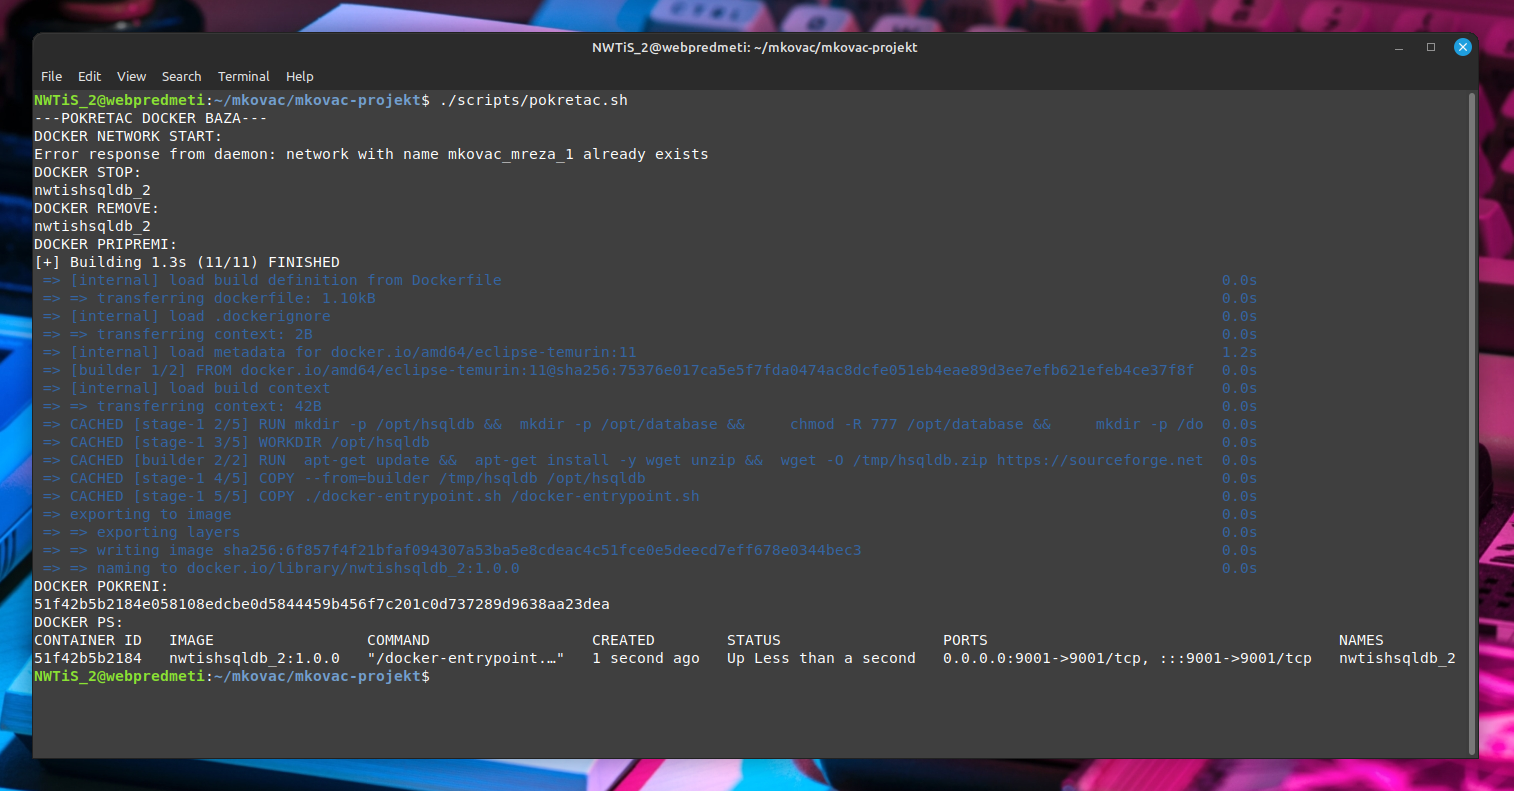 NWTiS_2@webpredmeti: ~/mkovac/mkovac-projekt
File Edit View Search Terminal Help
NWTiS_2@webpredmeti:~/mkovac/mkovac-projekt$ ./scripts/pokretac.sh
---POKRETAC DOCKER BAZA---
DOCKER NETWORK START:
Error response from daemon: network with name mkovac_mreza_1 already exists
DOCKER STOP:
nwtishsqldb_2
DOCKER REMOVE:
nwtishsqldb_2
DOCKER PRIPREMI:
[+] Building 1.3s (11/11) FINISHED
=> [internal] load build definition from Dockerfile 0.0s
=> => transferring dockerfile: 1.10kB 0.0s
=> [internal] load .dockerignore 0.0s
=> => transferring context: 2B 0.0s
=> [internal] load metadata for docker.io/amd64/eclipse-temurin:11 1.2s
=> [builder 1/2] FROM docker.io/amd64/eclipse-temurin:11@sha256:75376e017ca5e5f7fda0474ac8dcfe051eb4eae89d3ee7efb621efeb4ce37f8f 0.0s
=> [internal] load build context 0.0s
=> => transferring context: 42B 0.0s
=> CACHED [stage-1 2/5] RUN mkdir -p /opt/hsqldb &&  mkdir -p /opt/database &&     chmod -R 777 /opt/database &&     mkdir -p /do 0.0s
=> CACHED [stage-1 3/5] WORKDIR /opt/hsqldb 0.0s
=> CACHED [builder 2/2] RUN  apt-get update &&  apt-get install -y wget unzip &&  wget -O /tmp/hsqldb.zip https://sourceforge.net 0.0s
=> CACHED [stage-1 4/5] COPY --from=builder /tmp/hsqldb /opt/hsqldb 0.0s
=> CACHED [stage-1 5/5] COPY ./docker-entrypoint.sh /docker-entrypoint.sh 0.0s
=> exporting to image 0.0s
=> => exporting layers 0.0s
=> => writing image sha256:6f857f4f21bfaf094307a53ba5e8cdeac4c51fce0e5deecd7eff678e0344bec3 0.0s
=> => naming to docker.io/library/nwtishsqldb_2:1.0.0 0.0s
DOCKER POKRENI:
51f42b5b2184e058108edcbe0d5844459b456f7c201c0d737289d9638aa23dea
DOCKER PS:
CONTAINER ID   IMAGE   COMMAND   CREATED   STATUS   PORTS   NAMES
51f42b5b2184   nwtishsqldb_2:1.0.0   "/docker-entrypoint.…"   1 second ago   Up Less than a second   0.0.0.0:9001->9001/tcp, :::9001->9001/tcp   nwtishsqldb_2
NWTiS_2@webpredmeti:~/mkovac/mkovac-projekt$